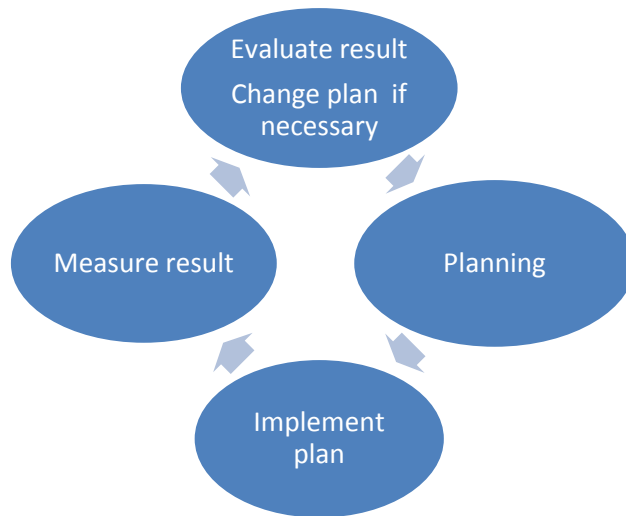 Evaluate result
Change plan if
necessary
Measure result
Planning
Implement
plan